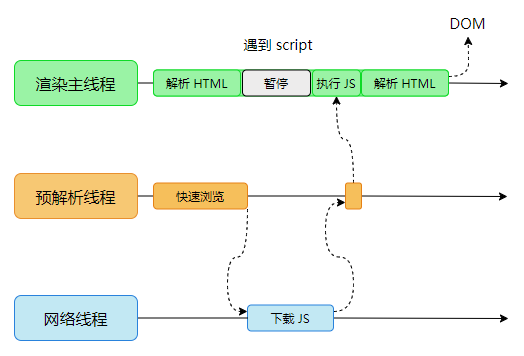 DOM
遇到 script
渲染主线程
解析 HTML
暂停
执行 JS
解析 HTML
预解析线程
快速浏览
网络线程
下载 JS